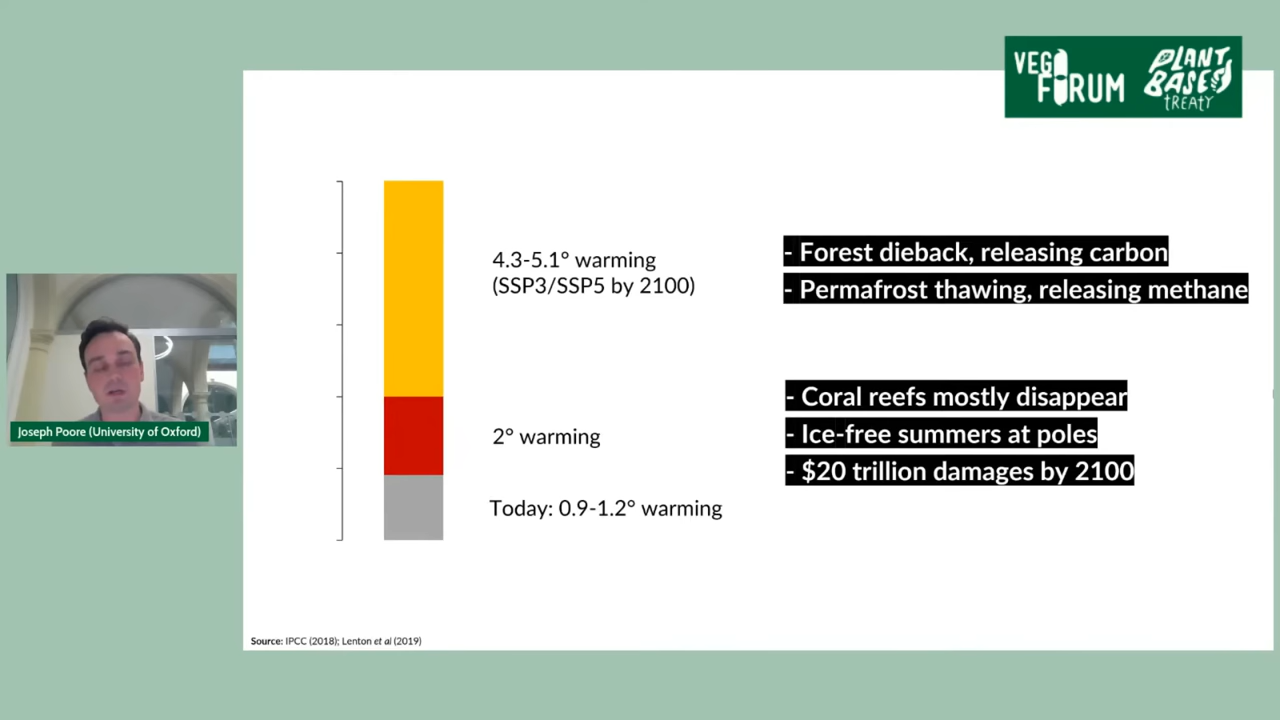 VEG
FORUM
PLANT
BASED
TREATY
4.3-5.1° warming
(SSP3/SSP5 by 2100)
- Forest dieback, releasing carbon
- Permafrost thawing, releasing methane
- Coral reefs mostly disappear
2° warming
- Ice-free summers at poles
- $20 trillion damages by 2100
Today: 0.9-1.2° warming
Joseph Poore (University of Oxford)
Source: IPCC (2018); Lenton et al (2019)